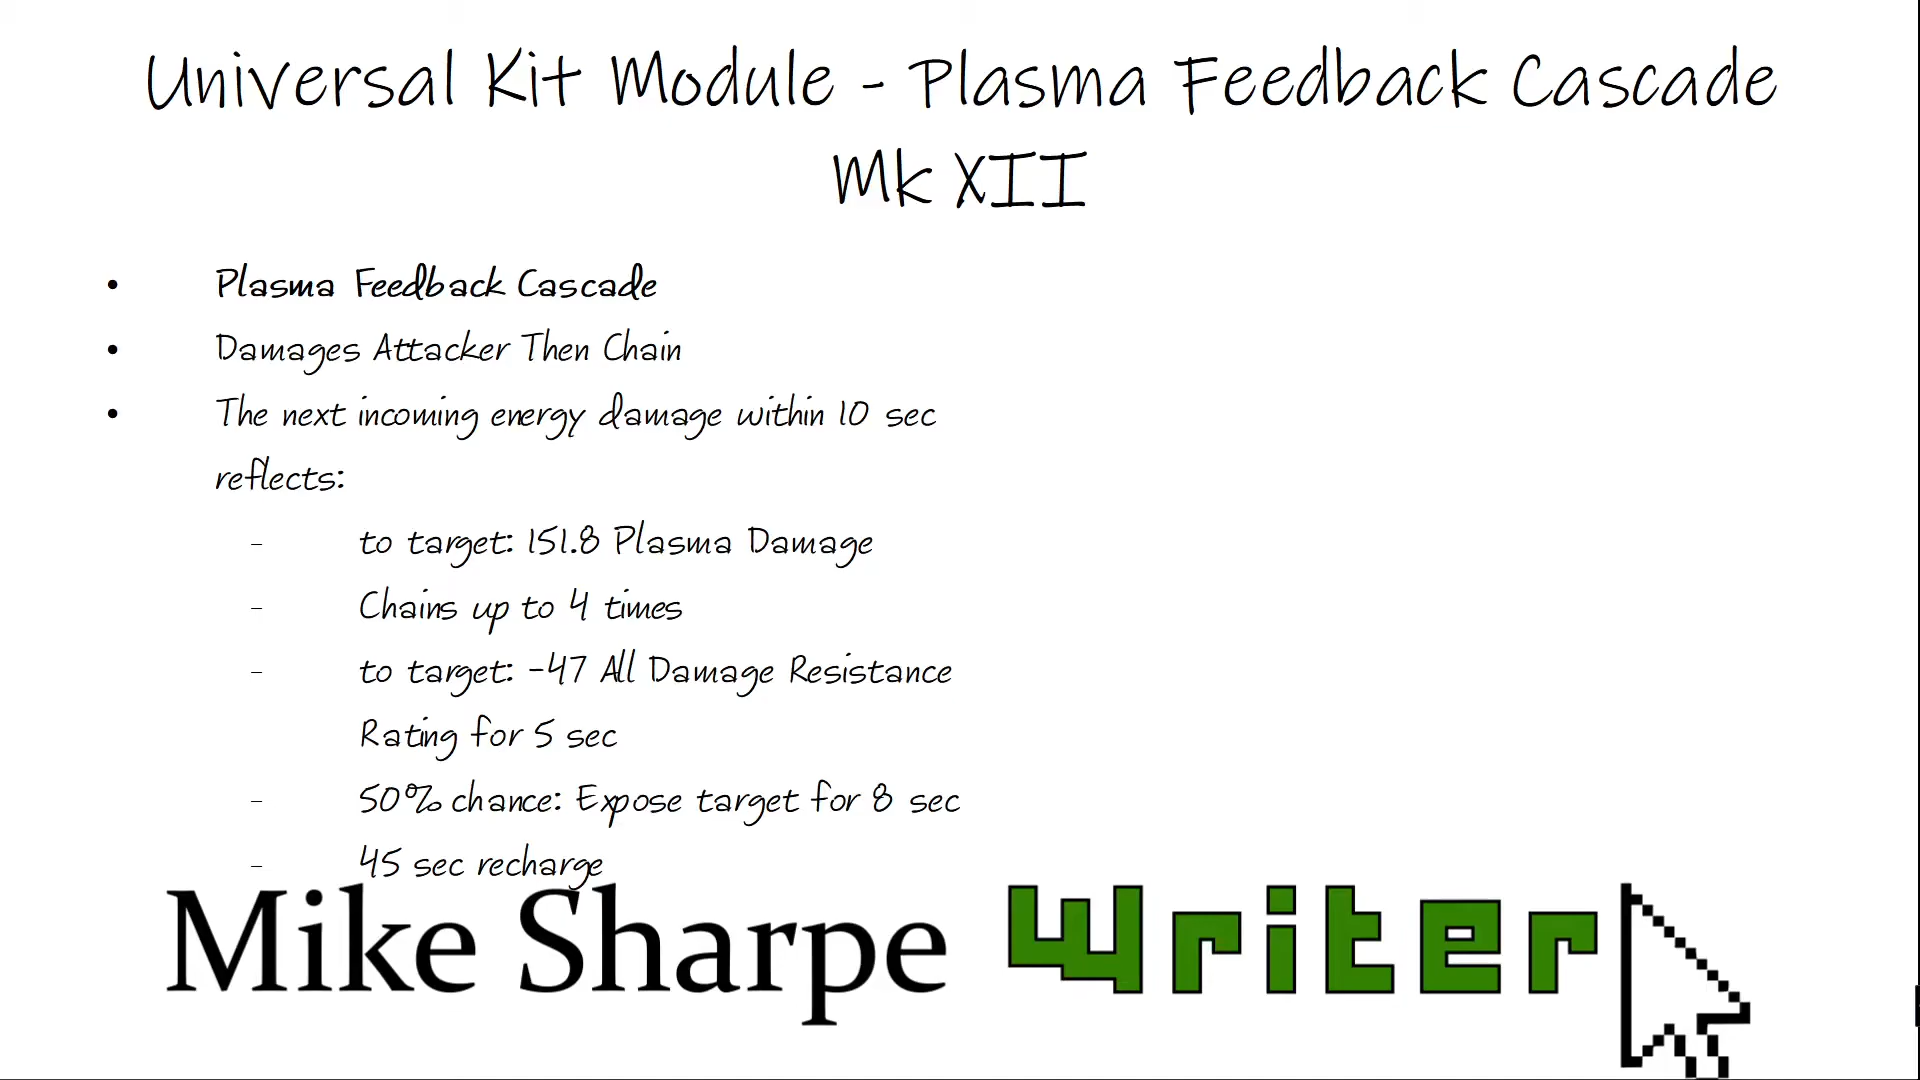 Universal Kit Module - Plasma Feedback Cascade
Mk XII
• Plasma Feedback Cascade
• Damages Attacker Then Chain
• The next incoming energy damage within 10 sec
reflects:
– to target: 151.8 Plasma Damage
– Chains up to 4 times
– to target: -47 All Damage Resistance
Rating for 5 sec
– 50% chance: Expose target for 8 sec
– 45 sec recharge
Mike Sharpe Writer